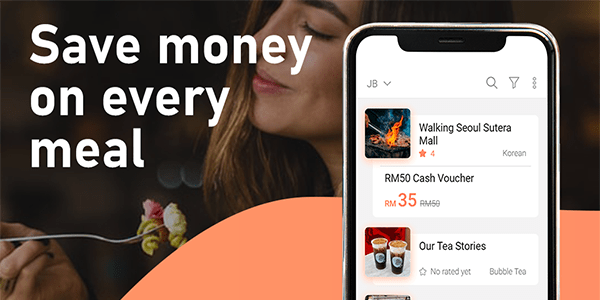 Save money
on every
meal
JB
Walking Seoul Sutera
Mall
4
Korean
RM50 Cash Voucher
RM 35 RM50
Our Tea Stories
No rated yet
Bubble Tea